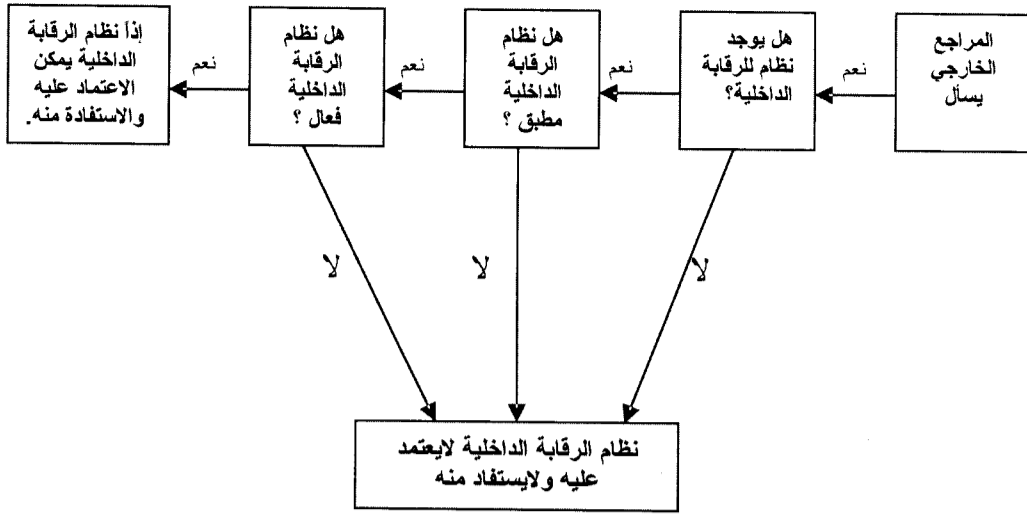 المراجع
الخارجي
يسأل
نعم
هل يوجد
نظام للرقابة
الداخلية؟
نعم
هل نظام
الرقابة
الداخلية
مطبق ؟
نعم
هل نظام
الرقابة
الداخلية
فعال ؟
نعم
إذاً نظام الرقابة
الداخلية يمكن
الاعتماد عليه
والاستفادة منه.
لا
لا
لا
نظام الرقابة الداخلية لايعتمد
عليه ولايستفاد منه